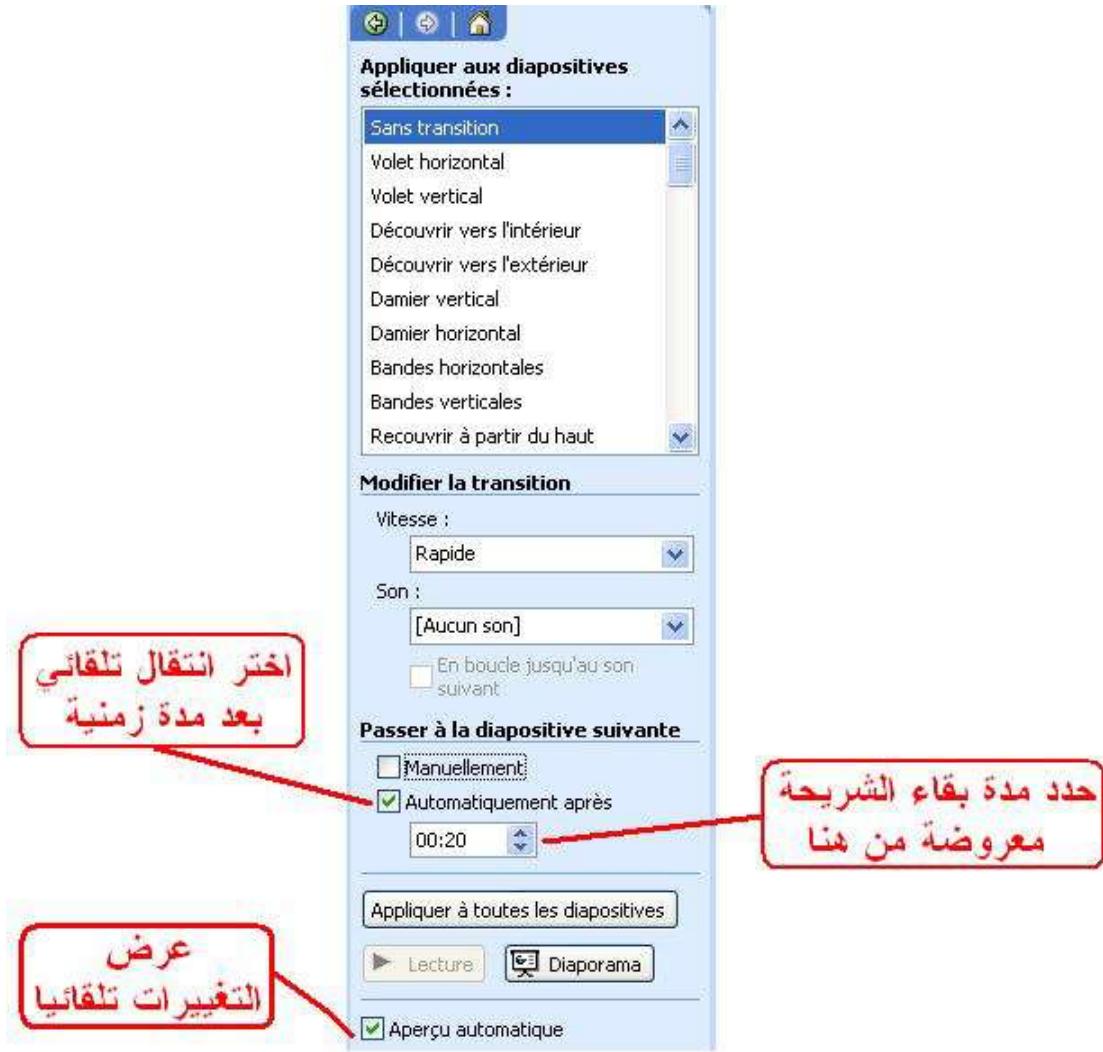 Appliquer aux diapositives
sélectionnées :
Sans transition
Volet horizontal
Volet vertical
Découvrir vers l'intérieur
Découvrir vers l'extérieur
Damier vertical
Damier horizontal
Bandes horizontales
Bandes verticales
Recouvrir à partir du haut
Modifier la transition
Vitesse :
Rapide
Son :
[Aucun son]
En boucle jusqu'au son
suivant
اختر انتقال تلقائي
بعد مدة زمنية
Passer à la diapositive suivante
Manuellement
Automatiquement après
00:20
حدد مدة بقاء الشريحة
معروضة من هنا
Appliquer à toutes les diapositives
Lecture
Diaporama
عرض
التغييرات تلقائيا
Aperçu automatique